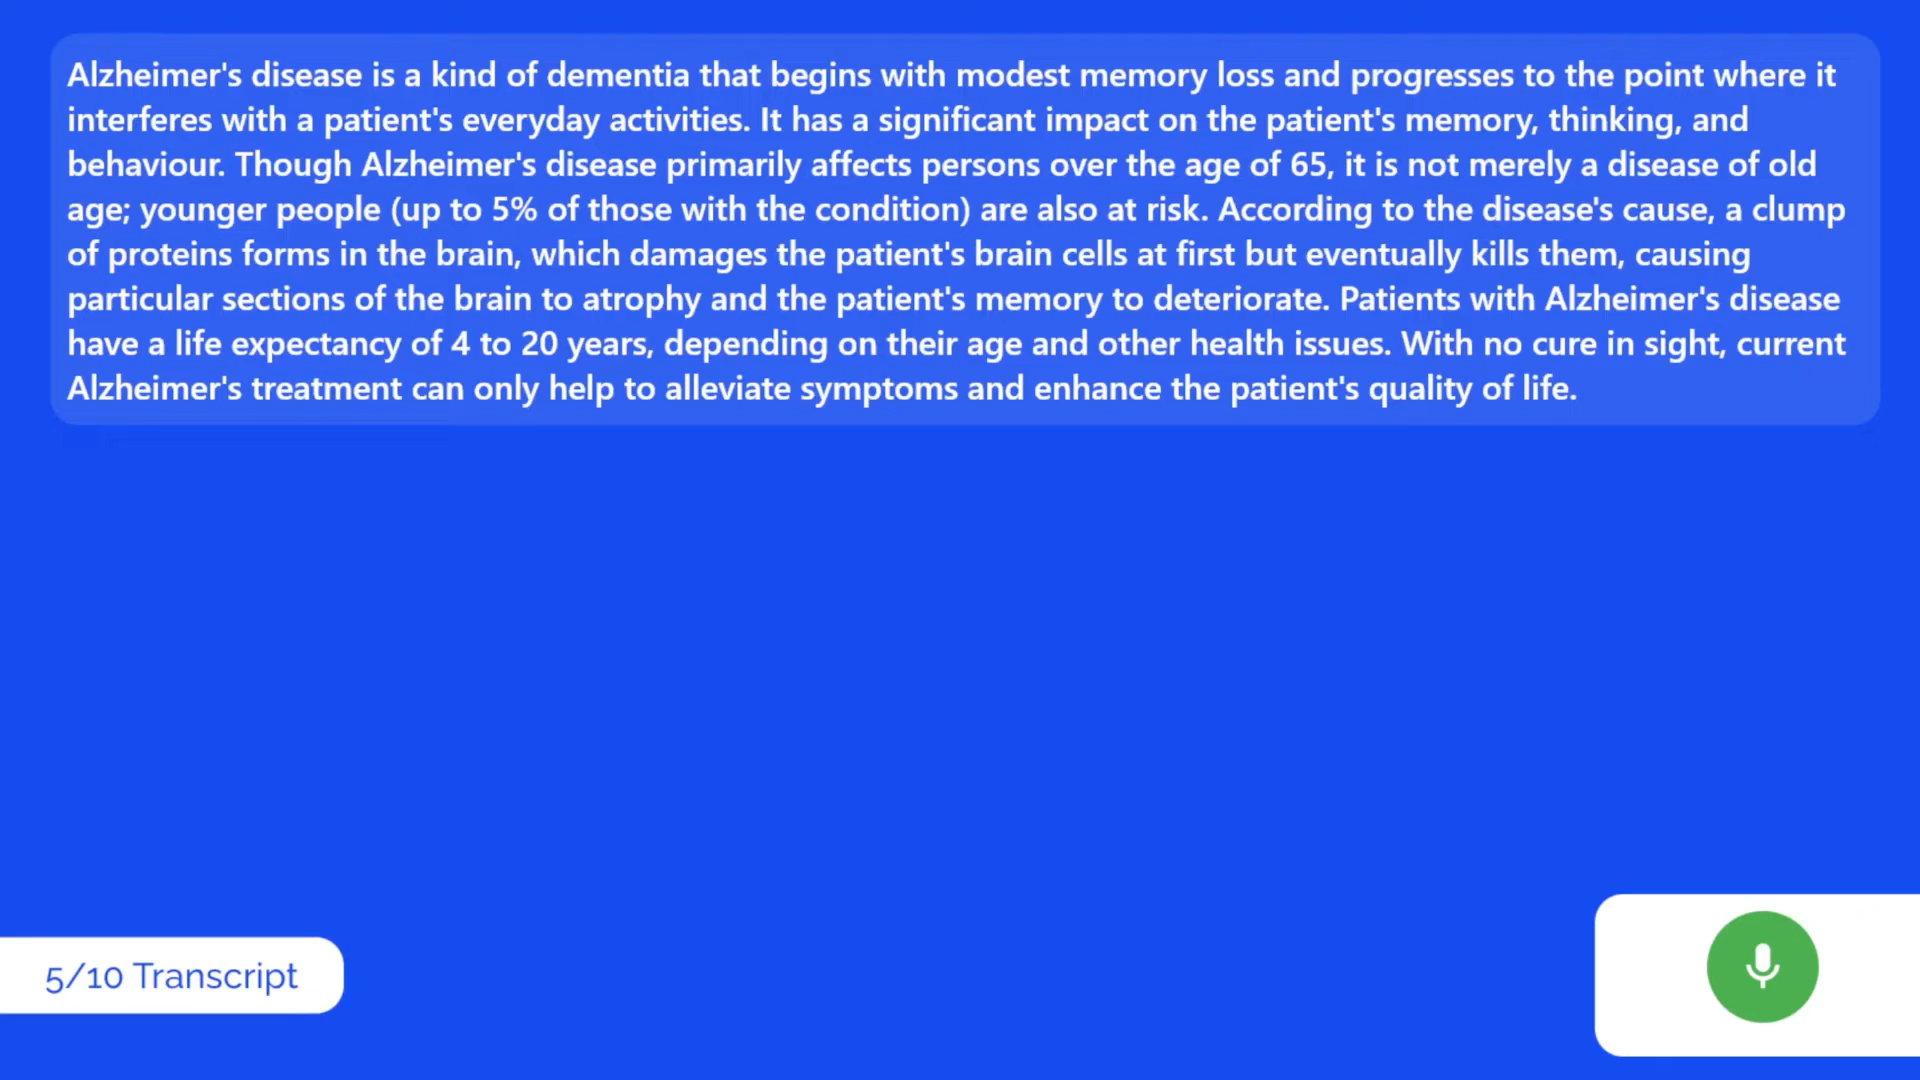 Alzheimer's disease is a kind of dementia that begins with modest memory loss and progresses to the point where it
interferes with a patient's everyday activities. It has a significant impact on the patient's memory, thinking, and
behaviour. Though Alzheimer's disease primarily affects persons over the age of 65, it is not merely a disease of old
age; younger people (up to 5% of those with the condition) are also at risk. According to the disease's cause, a clump
of proteins forms in the brain, which damages the patient's brain cells at first but eventually kills them, causing
particular sections of the brain to atrophy and the patient's memory to deteriorate. Patients with Alzheimer's disease
have a life expectancy of 4 to 20 years, depending on their age and other health issues. With no cure in sight, current
Alzheimer's treatment can only help to alleviate symptoms and enhance the patient's quality of life.
5/10 Transcript